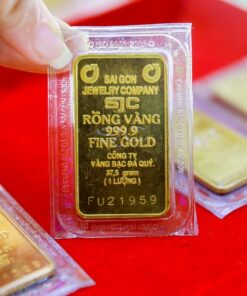 SAI GON
JEWELRY COMPANY
SJC
RỒNG VÀNG
999.9
FINE GOLD
CÔNG TY
VÀNG BẠC ĐÁ QUÝ.
37,5 gram
(1 LƯỢNG)
FU21959